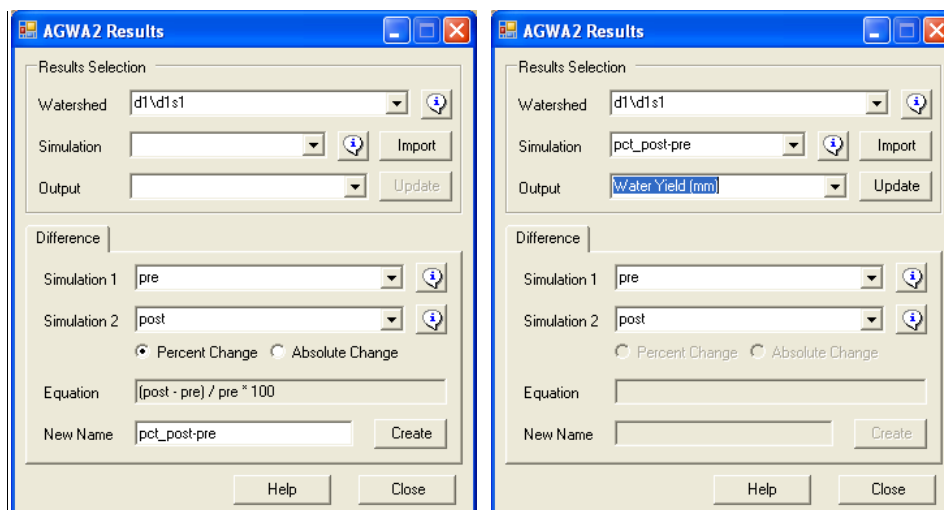 AGWA2 Results
Results Selection
Watershed d1\d1s1
Simulation Import
Output Update
Difference
Simulation 1 pre
Simulation 2 post
Percent Change Absolute Change
Equation (post - pre) / pre * 100
New Name pct_post-pre Create
Help Close
AGWA2 Results
Results Selection
Watershed d1\d1s1
Simulation pct_post-pre Import
Output Water Yield (mm) Update
Difference
Simulation 1 pre
Simulation 2 post
Percent Change Absolute Change
Equation
New Name Create
Help Close